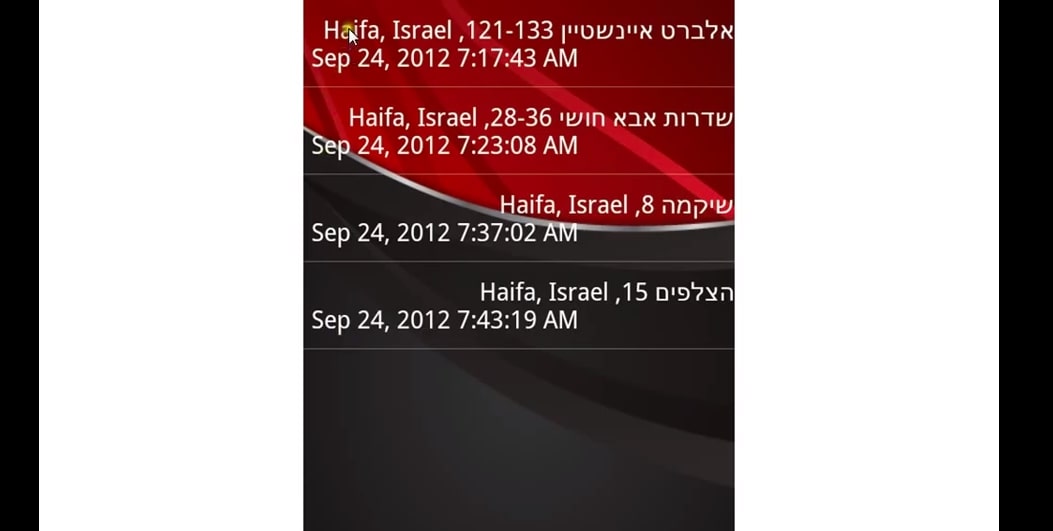 אלברט איינשטיין 121-133, Haifa, Israel
Sep 24, 2012 7:17:43 AM
שדרות אבא חושי 28-36, Haifa, Israel
Sep 24, 2012 7:23:08 AM
שיקמה 8, Haifa, Israel
Sep 24, 2012 7:37:02 AM
הצלפים 15, Haifa, Israel
Sep 24, 2012 7:43:19 AM